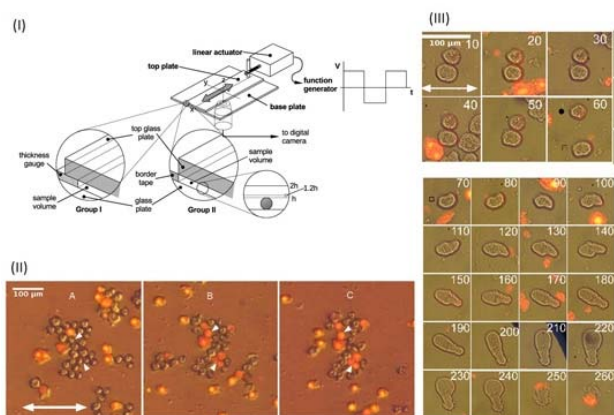 (I)
linear actuator
top plate
V
t
function generator
base plate
y
x
to digital camera
top glass plate
thickness gauge
sample volume
border tape
sample volume
glass plate
2h
1.2h
h
Group I
Group II
(II)
100 µm
A
B
C
(III)
100 µm
10
20
30
40
50
60
70
80
90
100
110
120
130
140
150
160
170
180
190
200
210
220
230
240
250
260